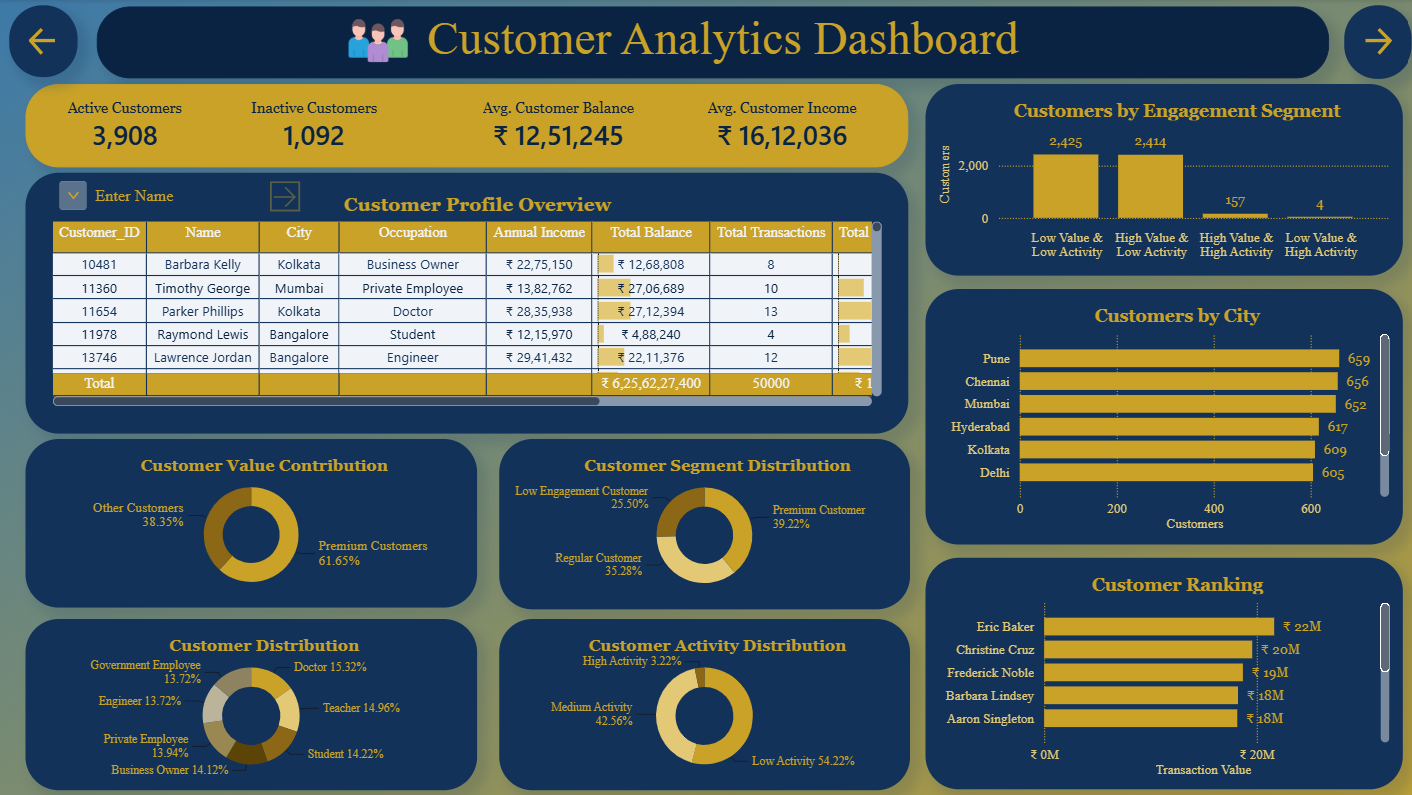 Customer Analytics Dashboard
Active Customers
3,908
Inactive Customers
1,092
Avg. Customer Balance
₹ 12,51,245
Avg. Customer Income
₹ 16,12,036
Enter Name
Customer Profile Overview
Customer_ID Name City Occupation Annual Income Total Balance Total Transactions Total
10481 Barbara Kelly Kolkata Business Owner ₹ 22,75,150 ₹ 12,68,808 8
11360 Timothy George Mumbai Private Employee ₹ 13,82,762 ₹ 27,06,689 10
11654 Parker Phillips Kolkata Doctor ₹ 28,35,938 ₹ 27,12,394 13
11978 Raymond Lewis Bangalore Student ₹ 12,15,970 ₹ 4,88,240 4
13746 Lawrence Jordan Bangalore Engineer ₹ 29,41,432 ₹ 22,11,376 12
Total ₹ 6,25,62,27,400 50000 ₹ 1
Customer Value Contribution
Other Customers
38.35%
Premium Customers
61.65%
Customer Segment Distribution
Low Engagement Customer
25.50%
Premium Customer
39.22%
Regular Customer
35.28%
Customer Distribution
Government Employee
13.72%
Doctor 15.32%
Engineer 13.72%
Teacher 14.96%
Private Employee
13.94%
Student 14.22%
Business Owner 14.12%
Customer Activity Distribution
High Activity 3.22%
Medium Activity
42.56%
Low Activity 54.22%
Customers by Engagement Segment
Customers
2,000
0
2,425
2,414
157
4
Low Value &
Low Activity
High Value &
Low Activity
High Value &
High Activity
Low Value &
High Activity
Customers by City
Pune 659
Chennai 656
Mumbai 652
Hyderabad 617
Kolkata 609
Delhi 605
0 200 400 600
Customers
Customer Ranking
Eric Baker ₹ 22M
Christine Cruz ₹ 20M
Frederick Noble ₹ 19M
Barbara Lindsey ₹ 18M
Aaron Singleton ₹ 18M
₹ 0M ₹ 20M
Transaction Value